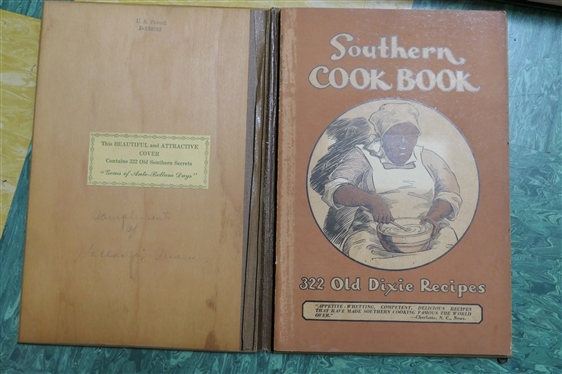 This BEAUTIFUL and ATTRACTIVE
COVER
Contains 322 Old Southern Secrets
"Gems of Ante-Bellum Days"
Compliments
of
Southern
COOK BOOK
322 Old Dixie Recipes
"APPETITE-WHETTING, COMPETENT, DELICIOUS RECIPES
THAT HAVE MADE SOUTHERN COOKING FAMOUS THE WORLD
OVER."
—Charlotte, N. C., News.